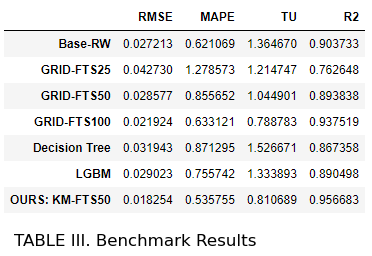 RMSE MAPE TU R2
Base-RW 0.027213 0.621069 1.364670 0.903733
GRID-FTS25 0.042730 1.278573 1.214747 0.762648
GRID-FTS50 0.028577 0.855652 1.044901 0.893838
GRID-FTS100 0.021924 0.633121 0.788783 0.937519
Decision Tree 0.031943 0.871295 1.526671 0.867358
LGBM 0.029023 0.755742 1.333893 0.890498
OURS: KM-FTS50 0.018254 0.535755 0.810689 0.956683
TABLE III. Benchmark Results